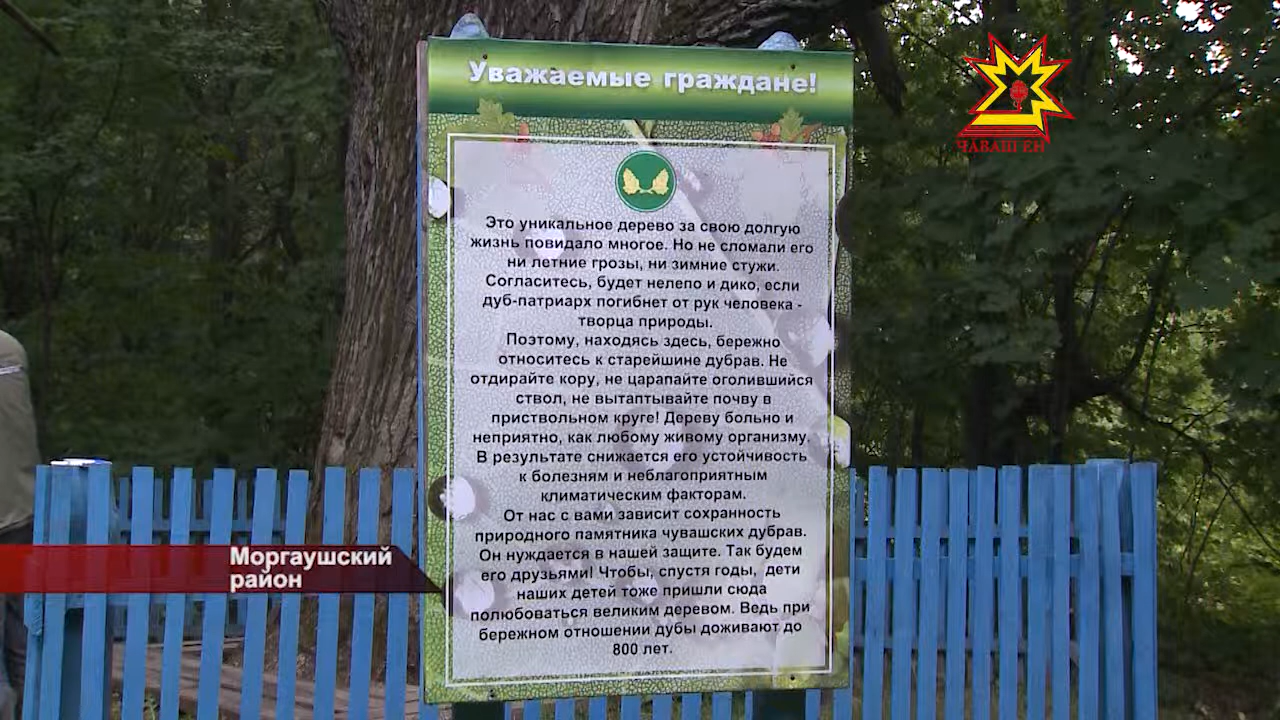 Уважаемые граждане!
ЧĂВАШ ЕН
Это уникальное дерево за свою долгую
жизнь повидало многое. Но не сломали его
ни летние грозы, ни зимние стужи.
Согласитесь, будет нелепо и дико, если
дуб-патриарх погибнет от рук человека -
творца природы.
Поэтому, находясь здесь, бережно
относитесь к старейшине дубрав. Не
отдирайте кору, не царапайте оголившийся
ствол, не вытаптывайте почву в
приствольном круге! Дереву больно и
неприятно, как любому живому организму.
В результате снижается его устойчивость
к болезням и неблагоприятным
климатическим факторам.
От нас с вами зависит сохранность
природного памятника чувашских дубрав.
Он нуждается в нашей защите. Так будем
его друзьями! Чтобы, спустя годы, дети
наших детей тоже пришли сюда
полюбоваться великим деревом. Ведь при
бережном отношении дубы доживают до
800 лет.
Моргаушский
район